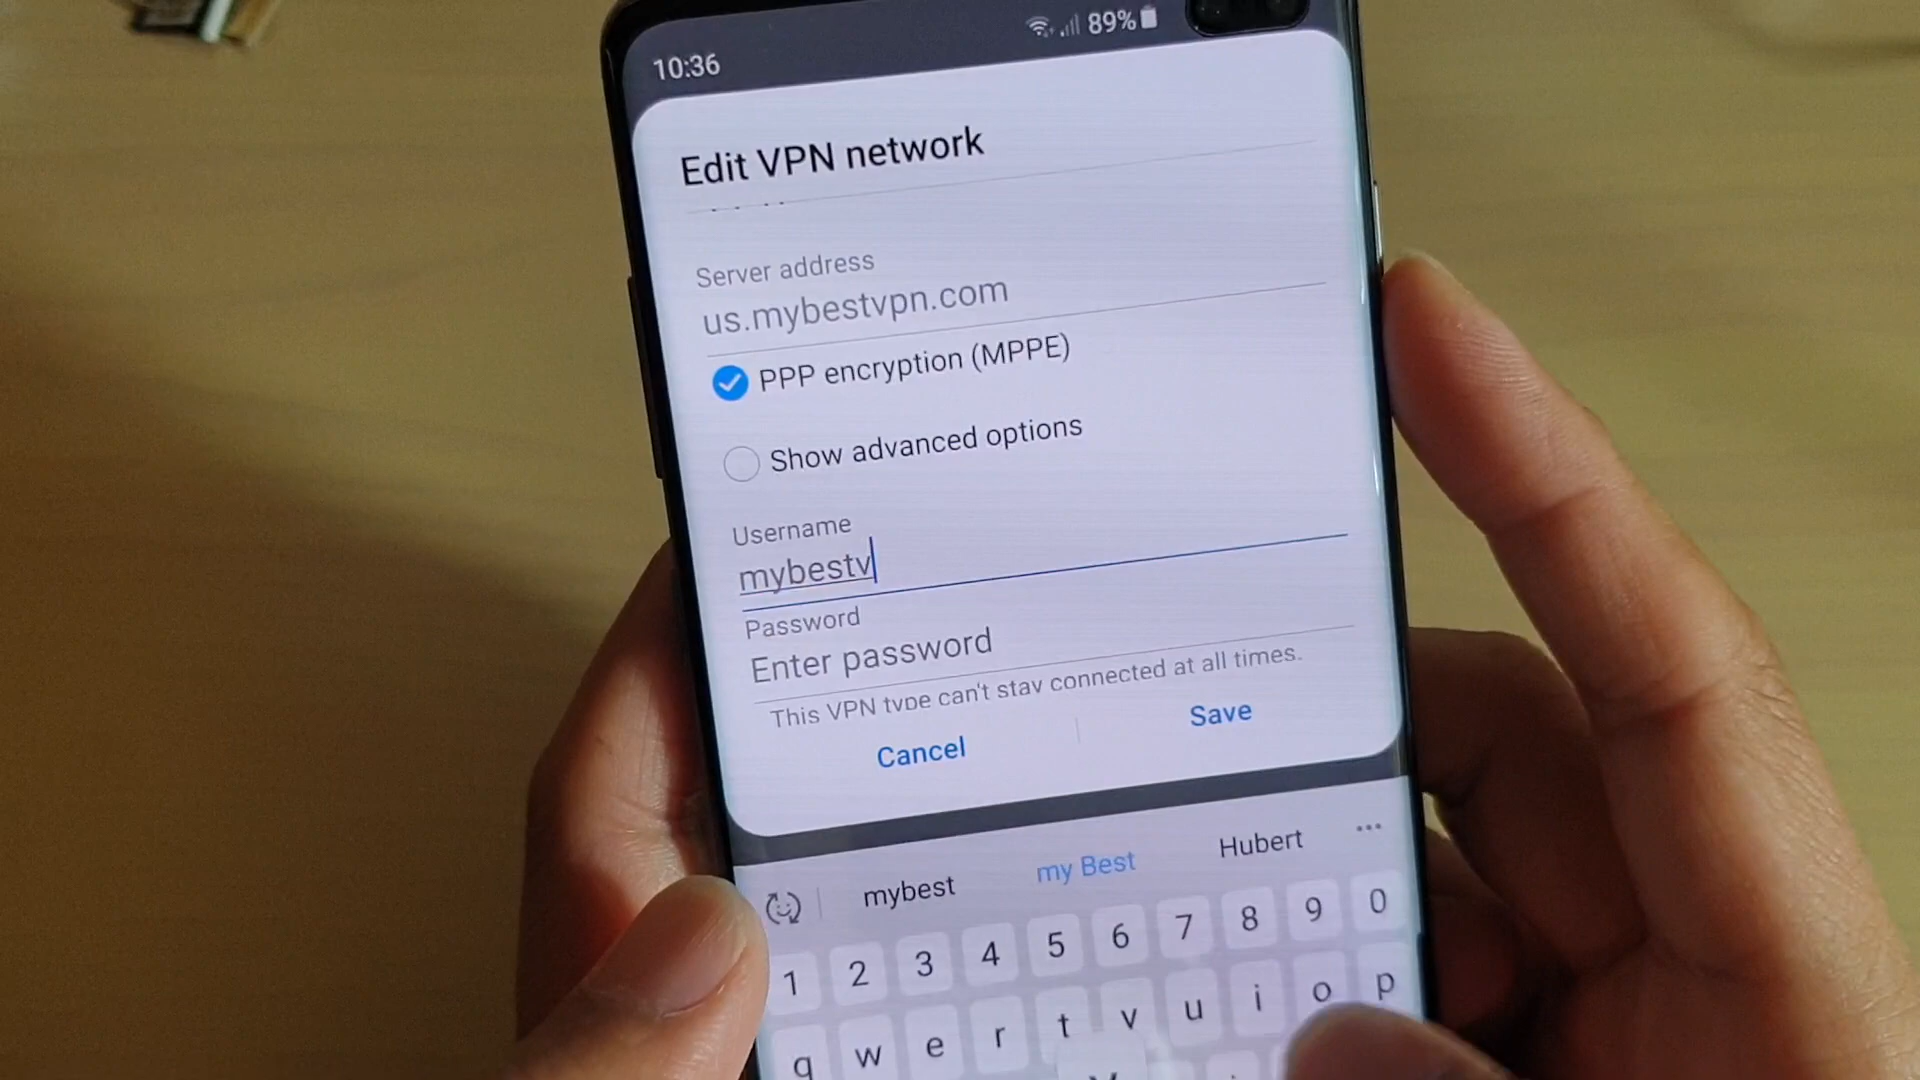 10:36
89%
Edit VPN network
Server address
us.mybestvpn.com
PPP encryption (MPPE)
Show advanced options
Username
mybestv
Password
Enter password
This VPN type can't stay connected at all times.
Cancel
Save
mybest
my Best
Hubert
1 2 3 4 5 6 7 8 9 0
q w e r t y u i o p